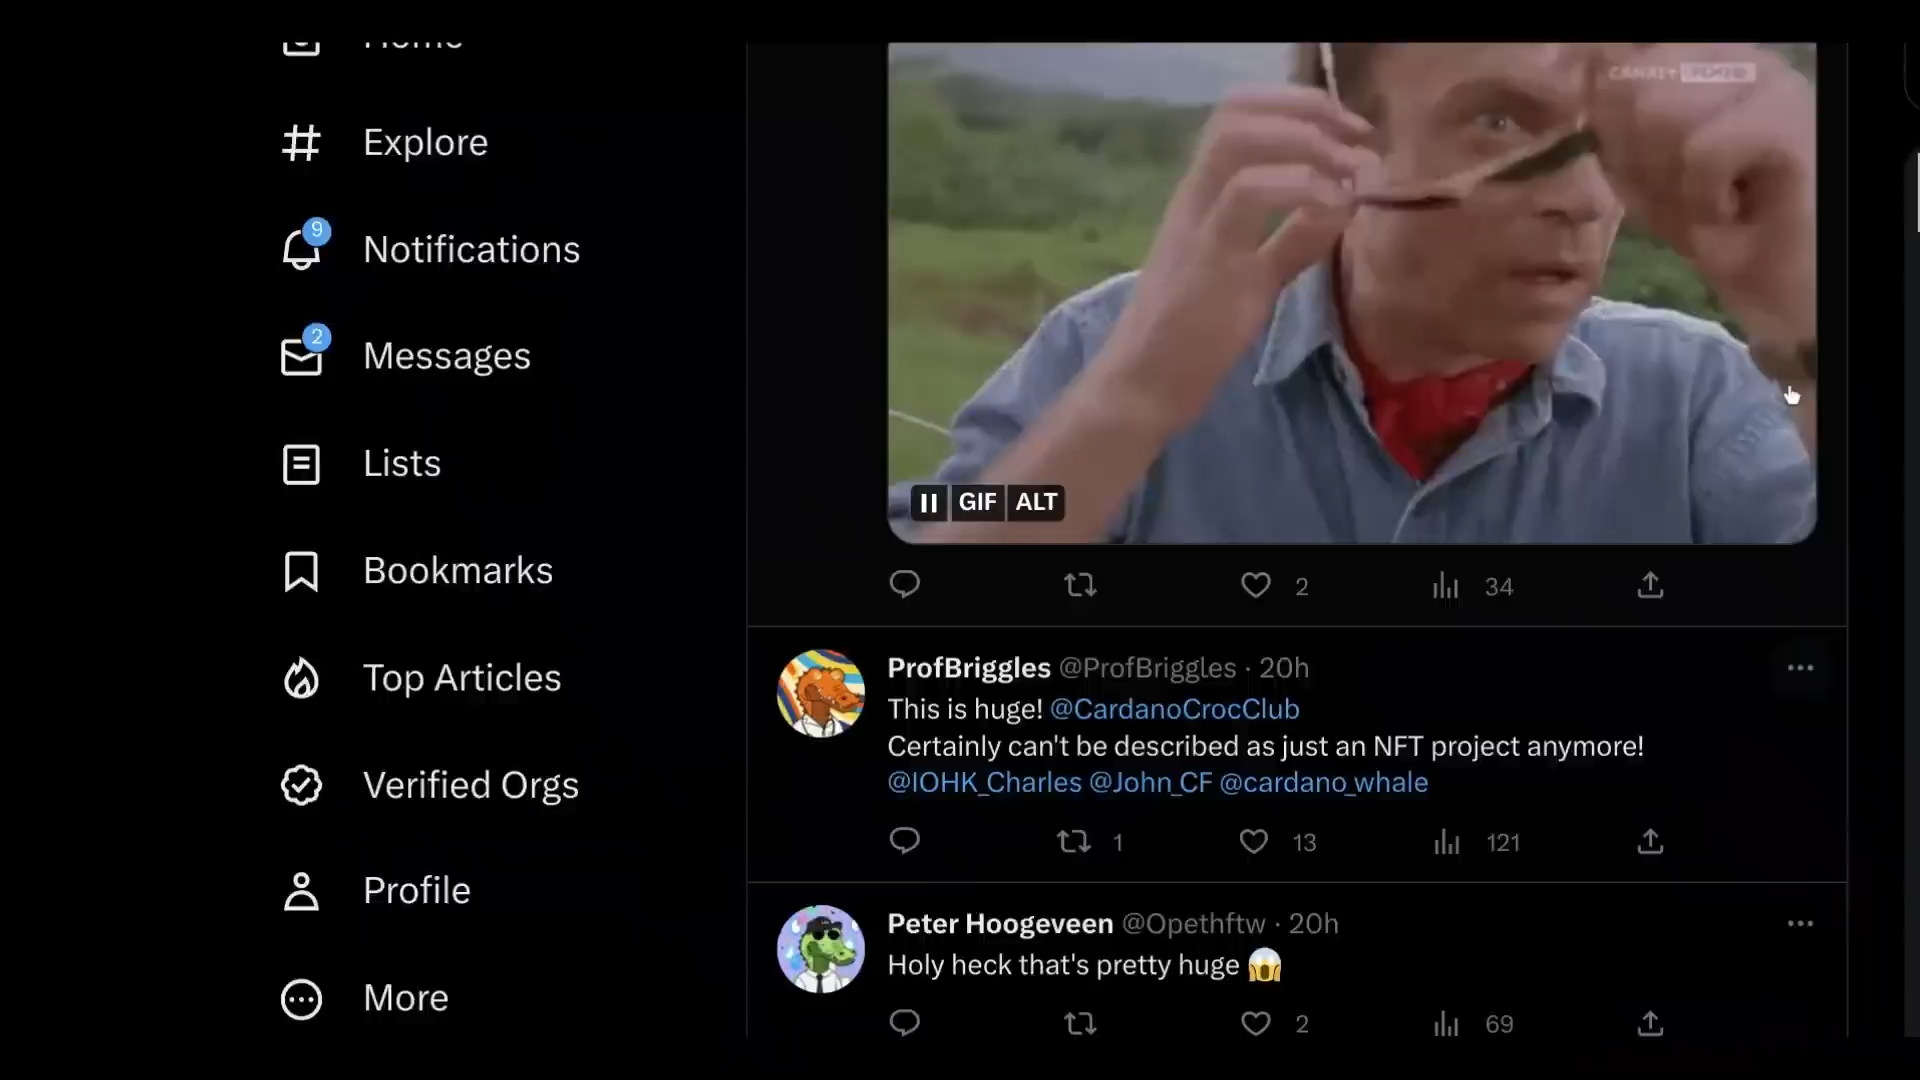 Home
Explore
9
Notifications
2
Messages
Lists
Bookmarks
Top Articles
Verified Orgs
Profile
More
CANAL+
GIF ALT
2 34
ProfBriggles @ProfBriggles · 20h
This is huge! @CardanoCrocClub
Certainly can't be described as just an NFT project anymore!
@IOHK_Charles @John_CF @cardano_whale
1 13 121
Peter Hoogeveen @Opethftw · 20h
Holy heck that's pretty huge 😱
2 69